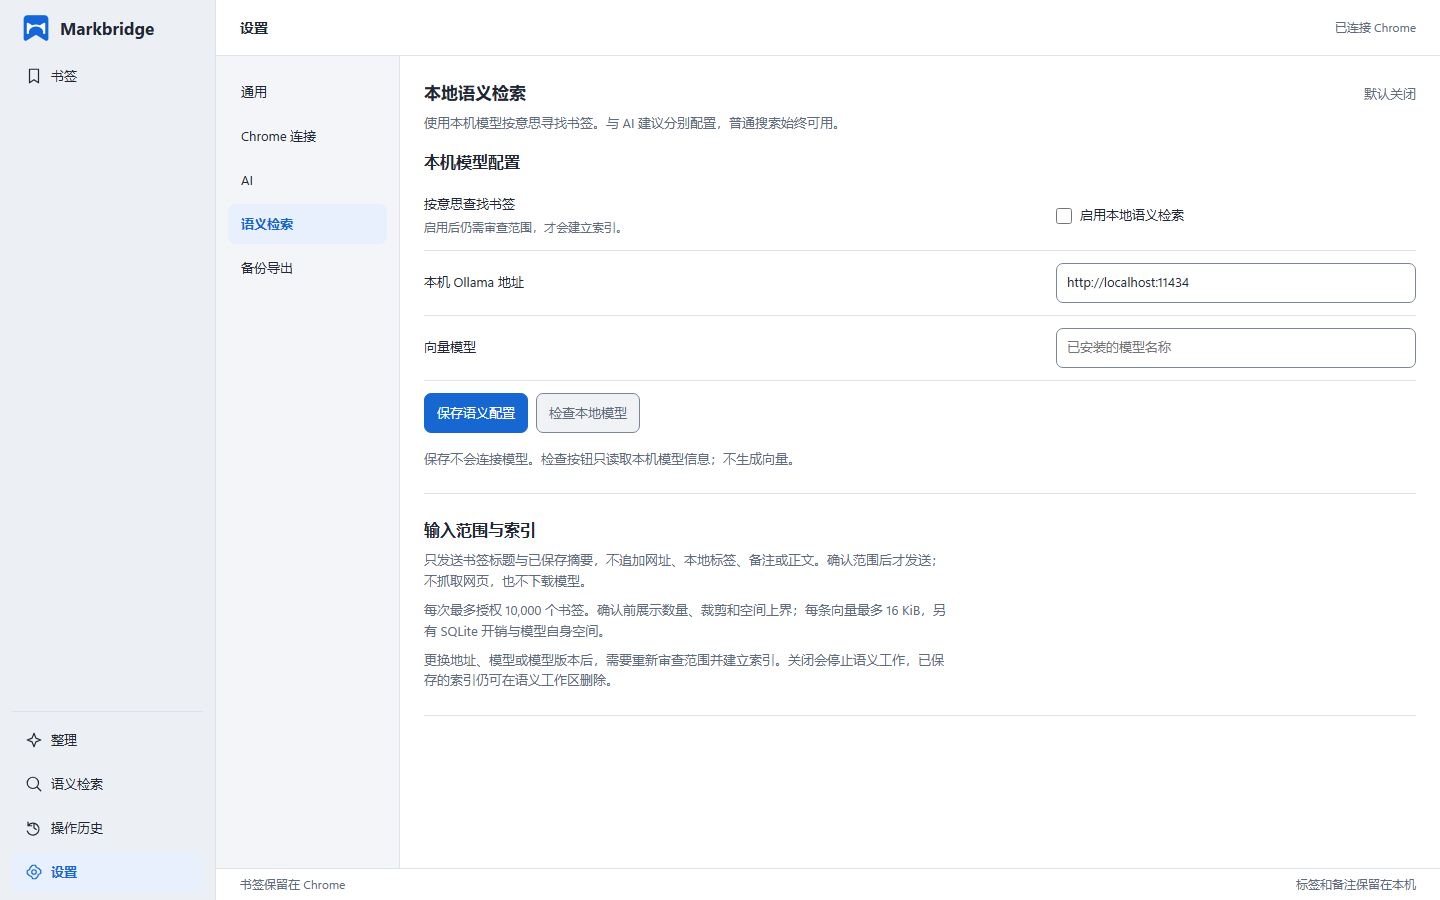 Markbridge
书签
整理
语义检索
操作历史
设置
设置
已连接 Chrome
通用
Chrome 连接
AI
语义检索
备份导出
本地语义检索
默认关闭
使用本机模型按意思寻找书签。与 AI 建议分别配置，普通搜索始终可用。
本机模型配置
按意思查找书签
启用后仍需审查范围，才会建立索引。
启用本地语义检索
本机 Ollama 地址
http://localhost:11434
向量模型
已安装的模型名称
保存语义配置
检查本地模型
保存不会连接模型。检查按钮只读取本机模型信息；不生成向量。
输入范围与索引
只发送书签标题与已保存摘要，不追加网址、本地标签、备注或正文。确认范围后才发送；
不抓取网页，也不下载模型。
每次最多授权 10,000 个书签。确认前展示数量、裁剪和空间上界；每条向量最多 16 KiB，另
有 SQLite 开销与模型自身空间。
更换地址、模型或模型版本后，需要重新审查范围并建立索引。关闭会停止语义工作，已保
存的索引仍可在语义工作区删除。
书签保留在 Chrome
标签和备注保留在本机